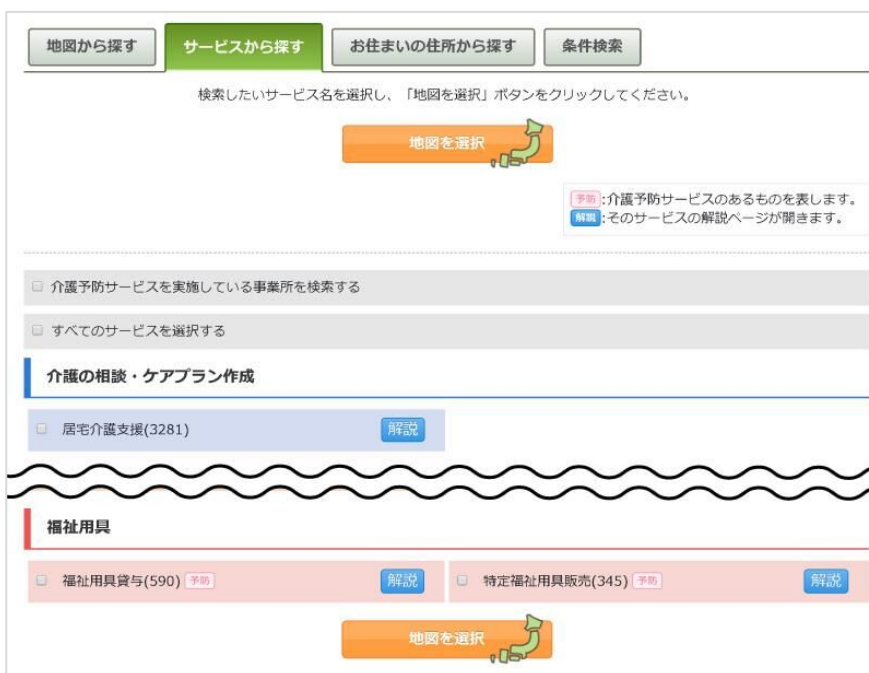 地図から探す サービスから探す お住まいの住所から探す 条件検索
検索したいサービス名を選択し、「地図を選択」ボタンをクリックしてください。
地図を選択
予防:介護予防サービスのあるものを表します。
解説:そのサービスの解説ページが開きます。
介護予防サービスを実施している事業所を検索する
すべてのサービスを選択する
介護の相談・ケアプラン作成
居宅介護支援(3281) 解説
福祉用具
福祉用具貸与(590) 予防 解説 特定福祉用具販売(345) 予防 解説
地図を選択